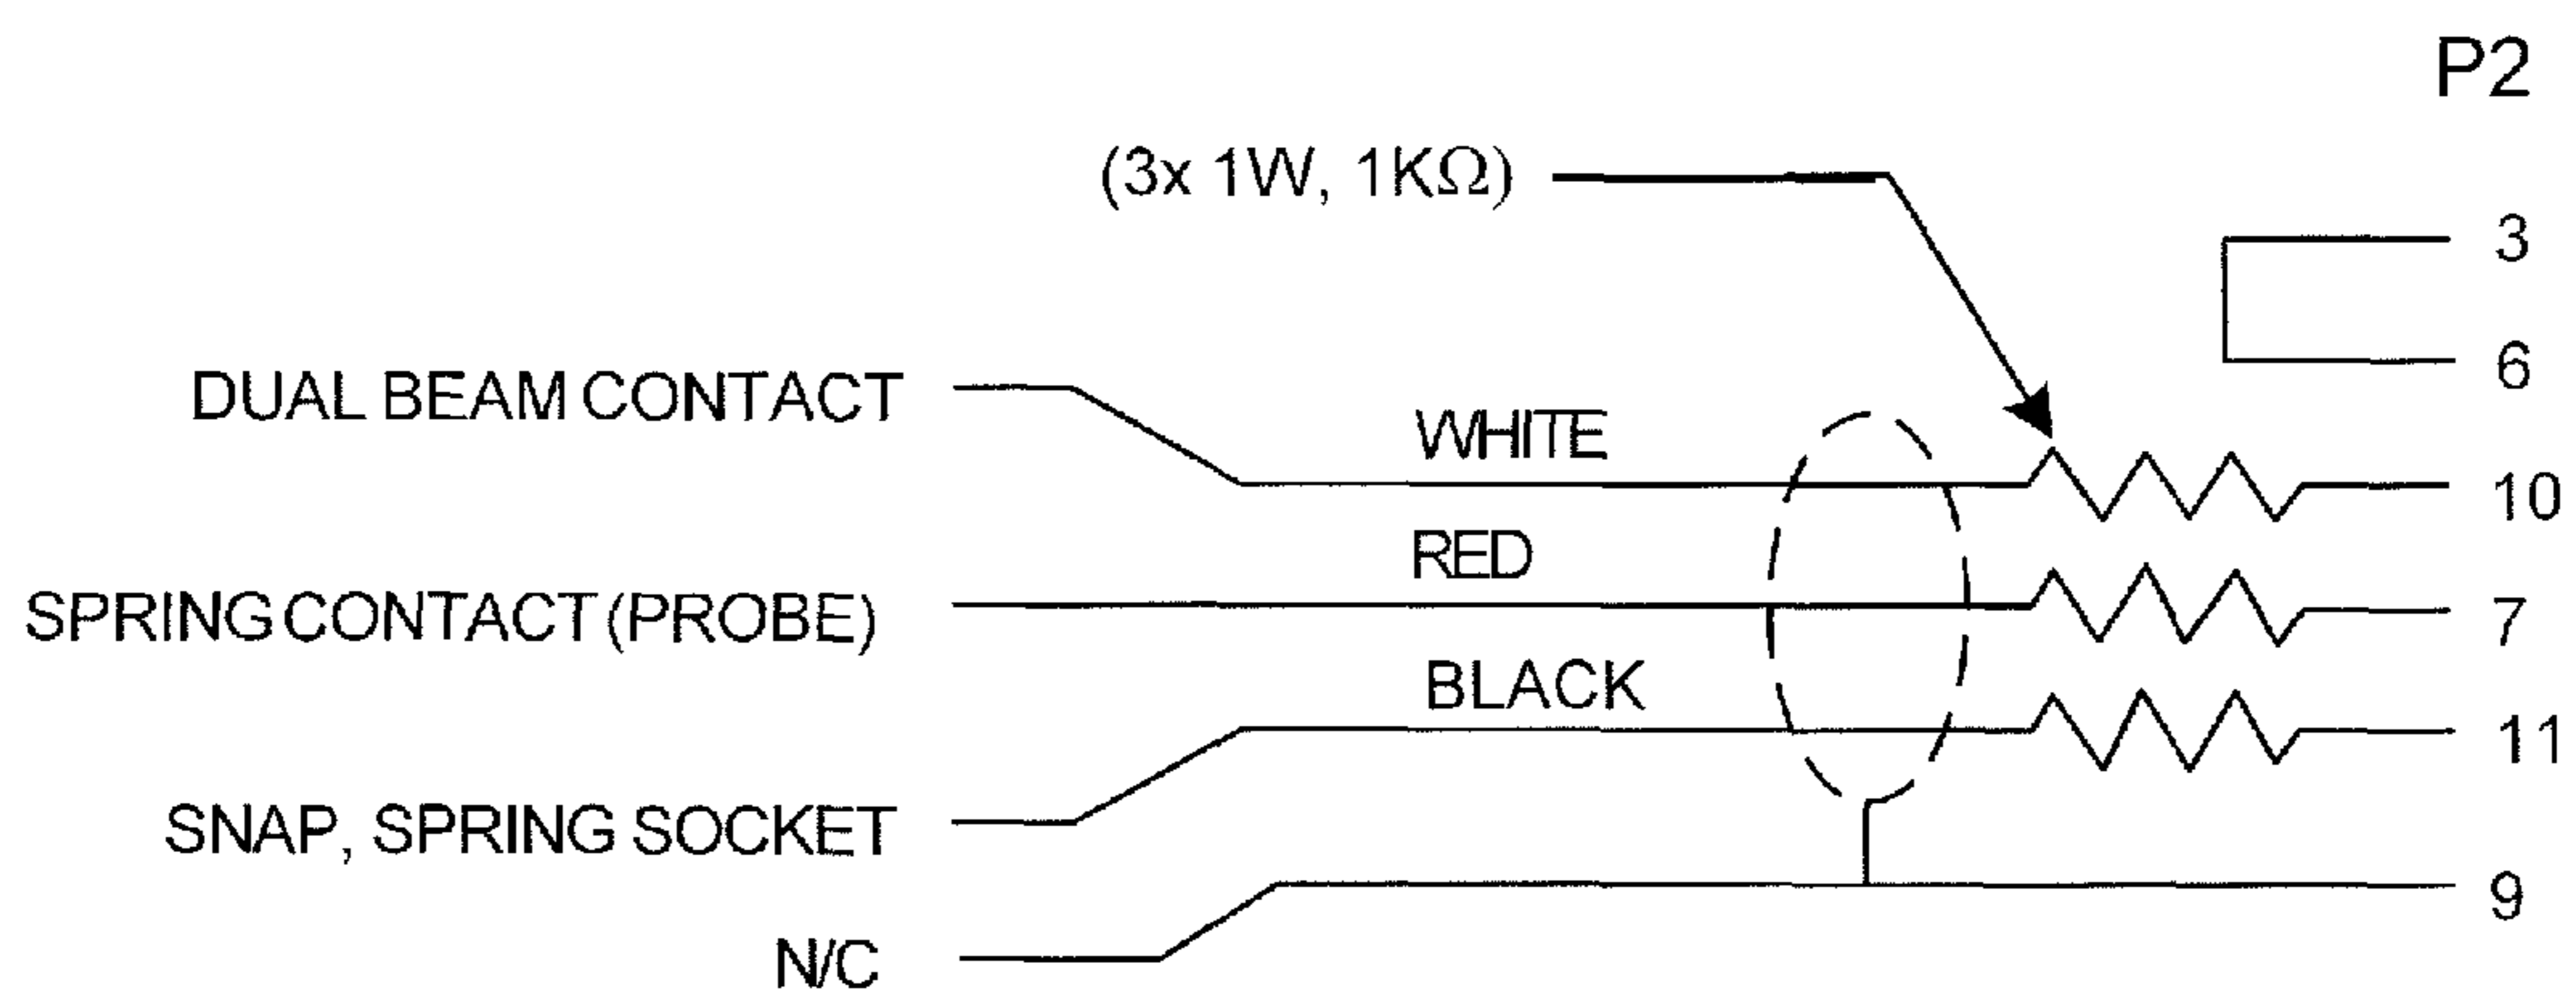 P2
(3x 1W, 1KΩ)
3
6
DUAL BEAM CONTACT
WHITE
10
RED
SPRING CONTACT (PROBE)
7
BLACK
11
SNAP, SPRING SOCKET
9
N/C